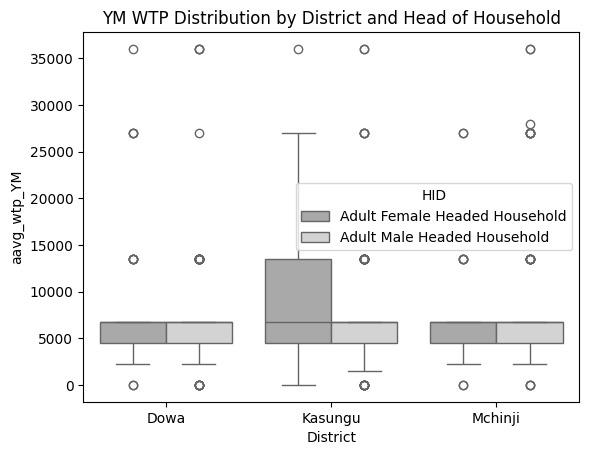 YM WTP Distribution by District and Head of Household
aavg_wtp_YM
35000
30000
25000
20000
15000
10000
5000
0
HID
Adult Female Headed Household
Adult Male Headed Household
Dowa
Kasungu
Mchinji
District